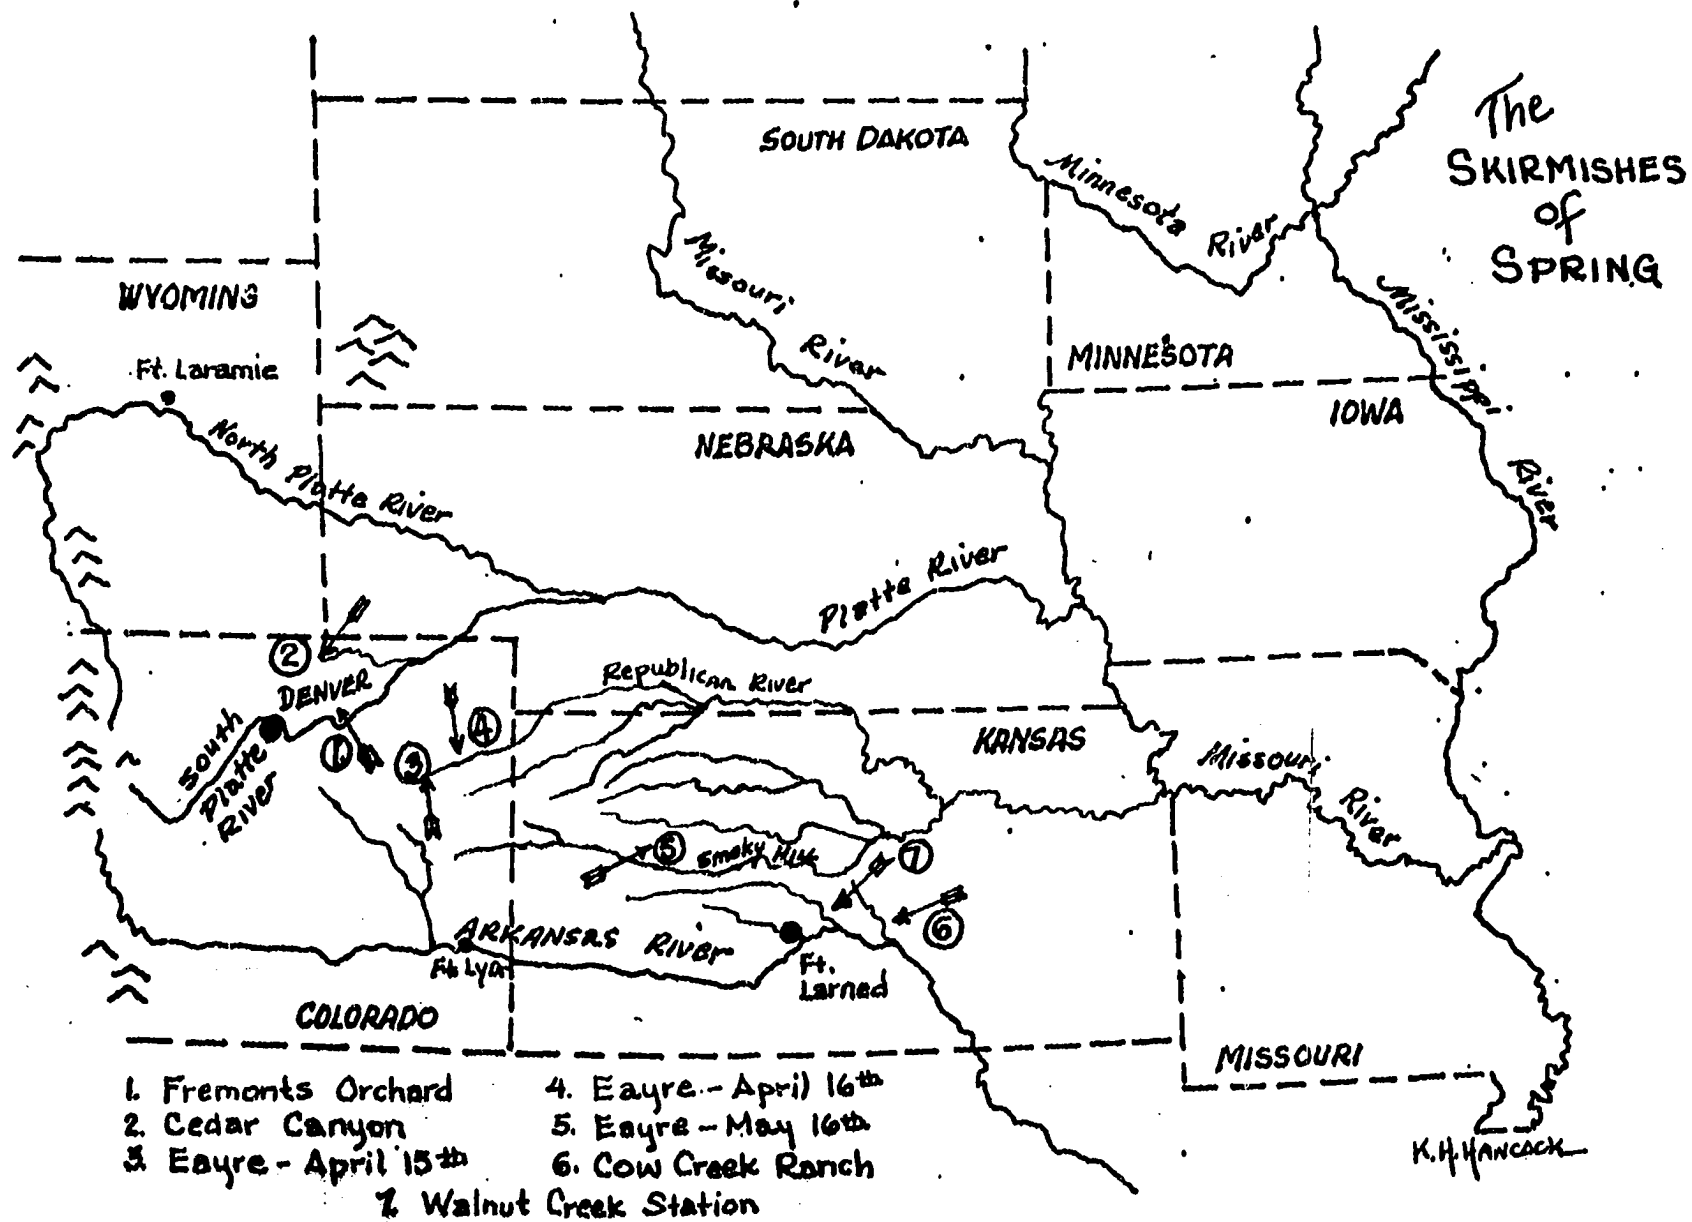 The
SKIRMISHES
of
SPRING
SOUTH DAKOTA
Minnesota River
Missouri River
WYOMING
Mississippi River
MINNESOTA
Ft. Laramie
IOWA
NEBRASKA
North Platte River
Platte River
2
DENVER
Republican River
South
Platte
River
1.
4
3
KANSAS
Missouri River
5
Smoky Hill
7
6
ARKANSAS RIVER
Ft. Lyon
Ft.
Larned
COLORADO
MISSOURI
1. Fremonts Orchard
2. Cedar Canyon
3. Eayre - April 15th
4. Eayre - April 16th
5. Eayre - May 16th
6. Cow Creek Ranch
7. Walnut Creek Station
K.H.HANCOCK